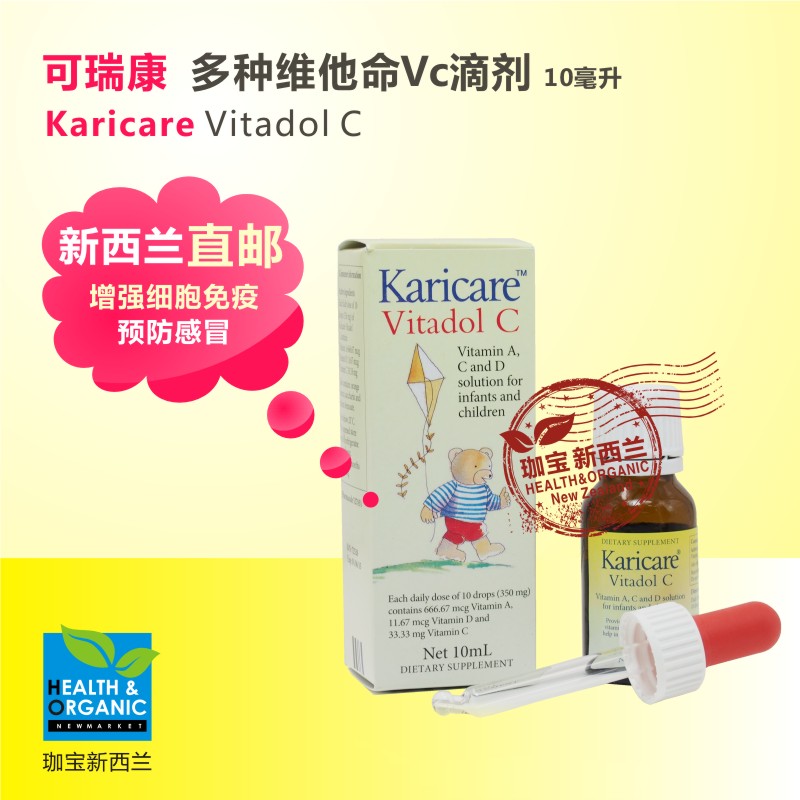 可瑞康 多种维他命Vc滴剂 10毫升
Karicare Vitadol C
新西兰直邮
增强细胞免疫
预防感冒
Karicare™
Vitadol C
Vitamin A,
C and D
solution for
infants and
children
Each daily dose of 10 drops (350 mg)
contains 666.67 mcg Vitamin A,
11.67 mcg Vitamin D and
33.33 mg Vitamin C
Net 10mL
DIETARY SUPPLEMENT
珈宝新西兰
HEALTH&ORGANIC
New
DIETARY SUPPLEMENT
Karicare®
Vitadol C
Vitamin A, C and D solution
for infants
HEALTH &
ORGANIC
NEWMARKET
珈宝新西兰